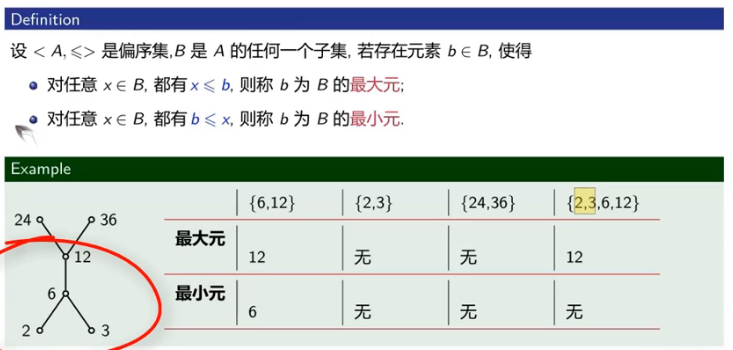 Definition
设 < A, ⩽> 是偏序集,B 是 A 的任何一个子集, 若存在元素 b ∈ B, 使得
对任意 x ∈ B, 都有 x ⩽ b, 则称 b 为 B 的最大元;
对任意 x ∈ B, 都有 b ⩽ x, 则称 b 为 B 的最小元.
Example
24 36
12
6
2 3
{6,12} {2,3} {24,36} {2,3,6,12}
最大元 12 无 无 12
最小元 6 无 无 无